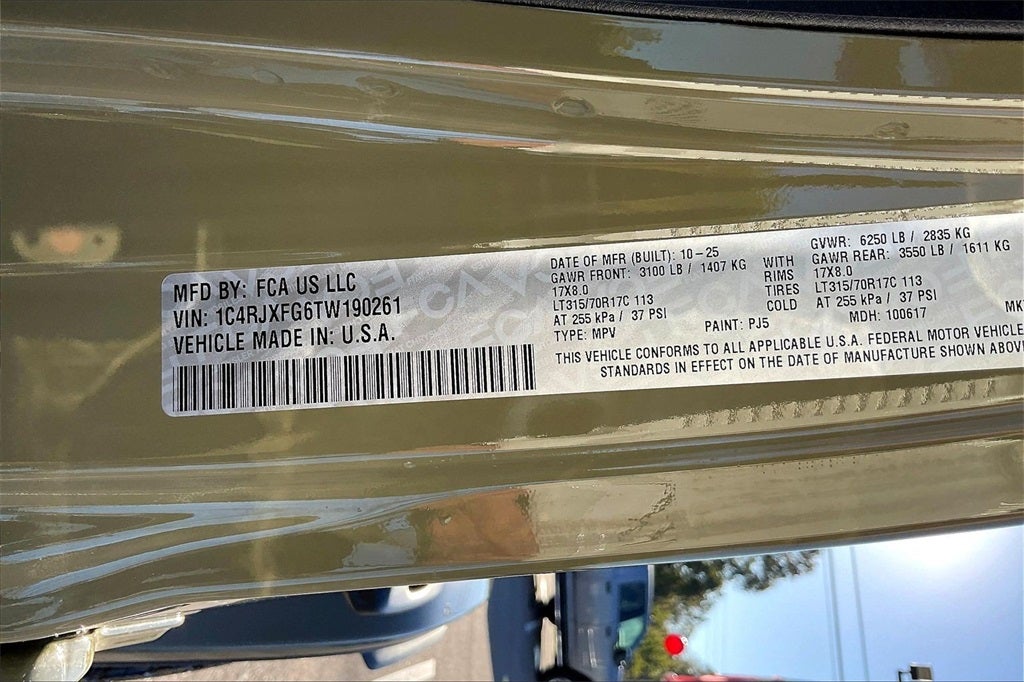 MFD BY: FCA US LLC
VIN: 1C4RJXFG6TW190261
VEHICLE MADE IN: U.S.A.
DATE OF MFR (BUILT): 10-25 GVWR: 6250 LB / 2835 KG
GAWR FRONT: 3100 LB / 1407 KG WITH GAWR REAR: 3550 LB / 1611 KG
17X8.0 RIMS 17X8.0
LT315/70R17C 113 TIRES LT315/70R17C 113
AT 255 kPa / 37 PSI COLD AT 255 kPa / 37 PSI
TYPE: MPV PAINT: PJ5 MDH: 100617 MK
THIS VEHICLE CONFORMS TO ALL APPLICABLE U.S.A. FEDERAL MOTOR VEHICLE
STANDARDS IN EFFECT ON THE DATE OF MANUFACTURE SHOWN ABOV